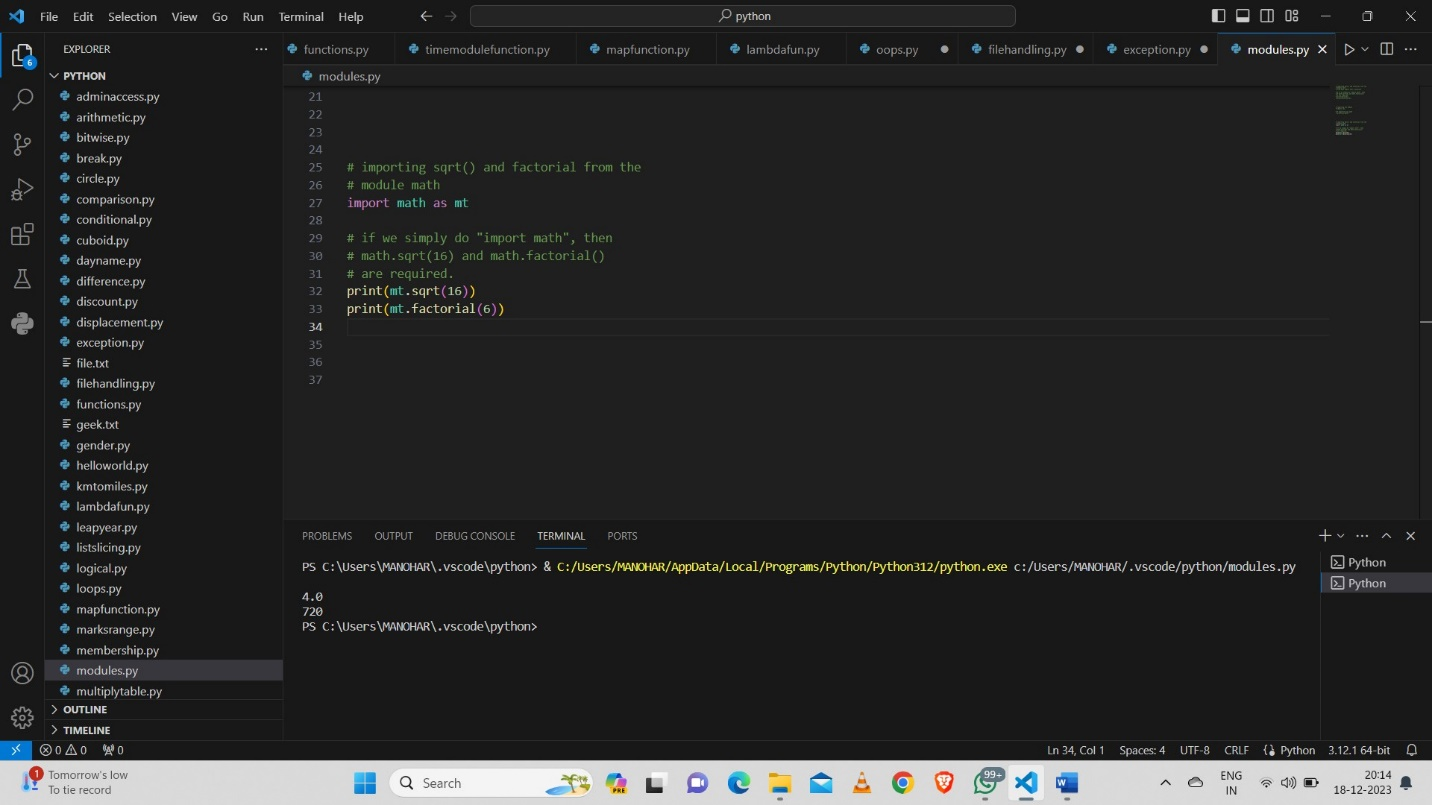 File Edit Selection View Go Run Terminal Help
python
EXPLORER
functions.py timemodulefunction.py mapfunction.py lambdafun.py oops.py filehandling.py exception.py modules.py
6
PYTHON
adminaccess.py
arithmetic.py
bitwise.py
break.py
circle.py
comparison.py
conditional.py
cuboid.py
dayname.py
difference.py
discount.py
displacement.py
exception.py
file.txt
filehandling.py
functions.py
geek.txt
gender.py
helloworld.py
kmtomiles.py
lambdafun.py
leapyear.py
listslicing.py
logical.py
loops.py
mapfunction.py
marksrange.py
membership.py
modules.py
multiplytable.py
OUTLINE
TIMELINE
modules.py
21
22
23
24
25 # importing sqrt() and factorial from the
26 # module math
27 import math as mt
28
29 # if we simply do "import math", then
30 # math.sqrt(16) and math.factorial()
31 # are required.
32 print(mt.sqrt(16))
33 print(mt.factorial(6))
34
35
36
37
PROBLEMS OUTPUT DEBUG CONSOLE TERMINAL PORTS
PS C:\Users\MANOHAR\.vscode\python> & C:/Users/MANOHAR/AppData/Local/Programs/Python/Python312/python.exe c:/Users/MANOHAR/.vscode/python/modules.py
4.0
720
PS C:\Users\MANOHAR\.vscode\python>
Python
Python
0 0 0
Ln 34, Col 1 Spaces: 4 UTF-8 CRLF Python 3.12.1 64-bit
1
Tomorrow's low
To tie record
Search
PRE
99+
ENG
IN
20:14
18-12-2023